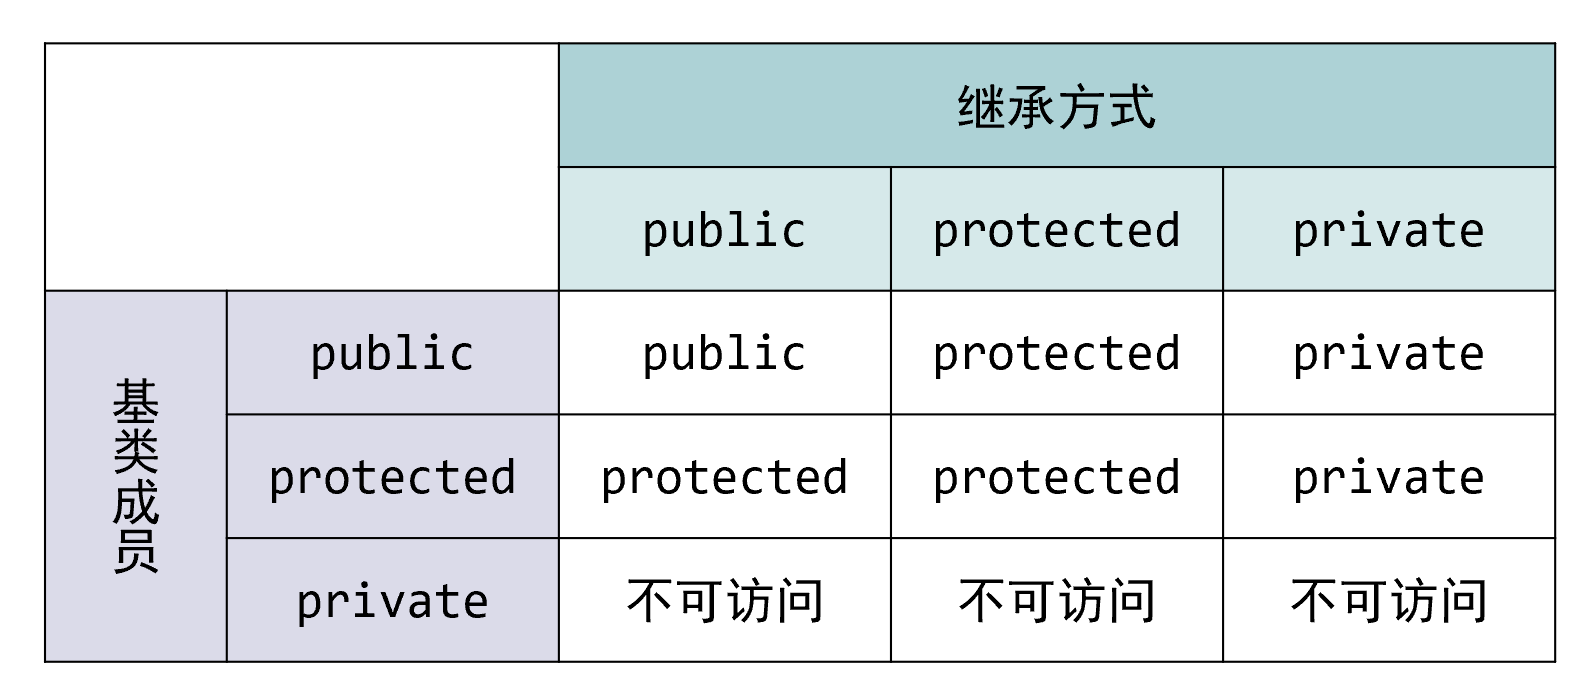 继承方式
public protected private
基类成员
public public protected private
protected protected protected private
private 不可访问 不可访问 不可访问